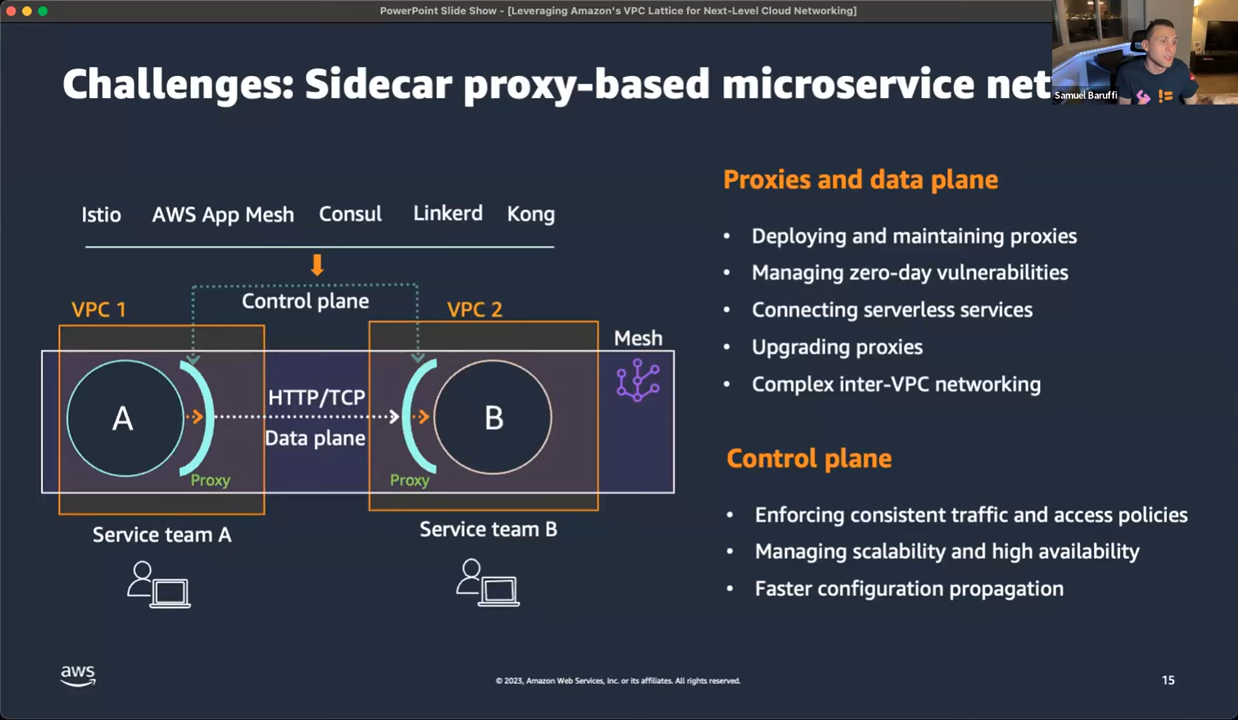 PowerPoint Slide Show - [Leveraging Amazon's VPC Lattice for Next-Level Cloud Networking]
Challenges: Sidecar proxy-based microservice net
Samuel Baruffi
Istio AWS App Mesh Consul Linkerd Kong
Control plane
VPC 1
VPC 2
Mesh
A
HTTP/TCP
Data plane
B
Proxy
Proxy
Service team A
Service team B
Proxies and data plane
• Deploying and maintaining proxies
• Managing zero-day vulnerabilities
• Connecting serverless services
• Upgrading proxies
• Complex inter-VPC networking
Control plane
• Enforcing consistent traffic and access policies
• Managing scalability and high availability
• Faster configuration propagation
aws
© 2023, Amazon Web Services, Inc. or its affiliates. All rights reserved.
15